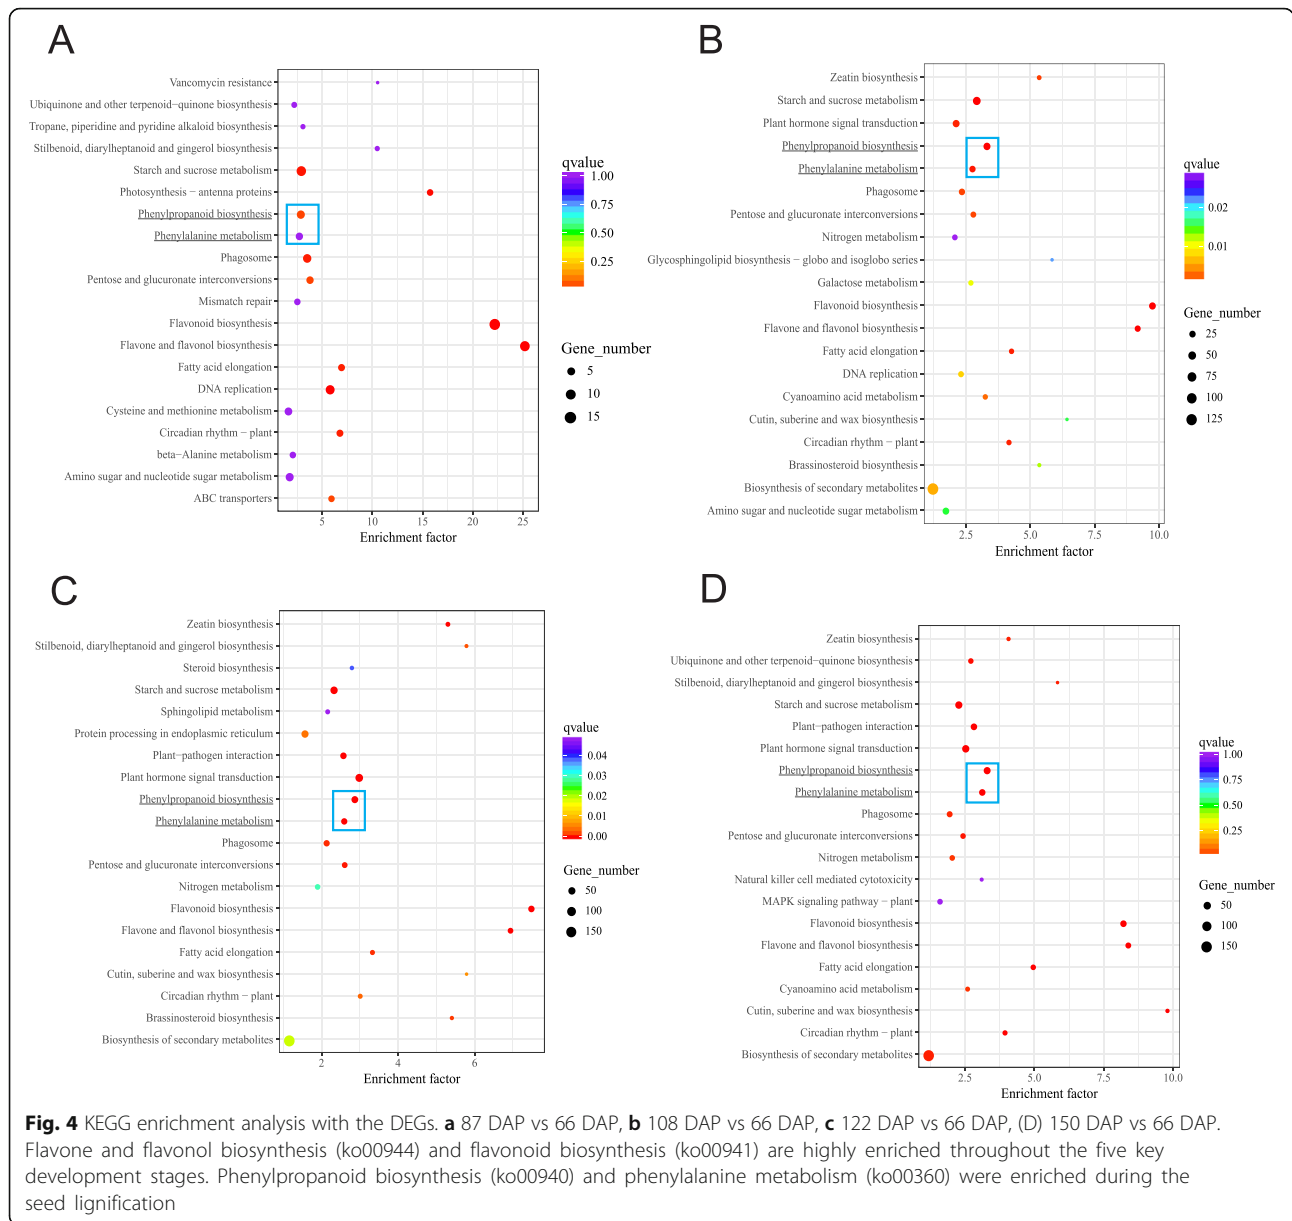 A
Vancomycin resistance
Ubiquinone and other terpenoid−quinone biosynthesis
Tropane, piperidine and pyridine alkaloid biosynthesis
Stilbenoid, diarylheptanoid and gingerol biosynthesis
Starch and sucrose metabolism
Photosynthesis − antenna proteins
Phenylpropanoid biosynthesis
Phenylalanine metabolism
Phagosome
Pentose and glucuronate interconversions
Mismatch repair
Flavonoid biosynthesis
Flavone and flavonol biosynthesis
Fatty acid elongation
DNA replication
Cysteine and methionine metabolism
Circadian rhythm − plant
beta−Alanine metabolism
Amino sugar and nucleotide sugar metabolism
ABC transporters
5 10 15 20 25
Enrichment factor
qvalue
1.00
0.75
0.50
0.25
Gene_number
5
10
15
B
Zeatin biosynthesis
Starch and sucrose metabolism
Plant hormone signal transduction
Phenylpropanoid biosynthesis
Phenylalanine metabolism
Phagosome
Pentose and glucuronate interconversions
Nitrogen metabolism
Glycosphingolipid biosynthesis − globo and isoglobo series
Galactose metabolism
Flavonoid biosynthesis
Flavone and flavonol biosynthesis
Fatty acid elongation
DNA replication
Cyanoamino acid metabolism
Cutin, suberine and wax biosynthesis
Circadian rhythm − plant
Brassinosteroid biosynthesis
Biosynthesis of secondary metabolites
Amino sugar and nucleotide sugar metabolism
2.5 5.0 7.5 10.0
Enrichment factor
qvalue
0.02
0.01
Gene_number
25
50
75
100
125
C
Zeatin biosynthesis
Stilbenoid, diarylheptanoid and gingerol biosynthesis
Steroid biosynthesis
Starch and sucrose metabolism
Sphingolipid metabolism
Protein processing in endoplasmic reticulum
Plant−pathogen interaction
Plant hormone signal transduction
Phenylpropanoid biosynthesis
Phenylalanine metabolism
Phagosome
Pentose and glucuronate interconversions
Nitrogen metabolism
Flavonoid biosynthesis
Flavone and flavonol biosynthesis
Fatty acid elongation
Cutin, suberine and wax biosynthesis
Circadian rhythm − plant
Brassinosteroid biosynthesis
Biosynthesis of secondary metabolites
2 4 6
Enrichment factor
qvalue
0.04
0.03
0.02
0.01
0.00
Gene_number
50
100
150
D
Zeatin biosynthesis
Ubiquinone and other terpenoid−quinone biosynthesis
Stilbenoid, diarylheptanoid and gingerol biosynthesis
Starch and sucrose metabolism
Plant−pathogen interaction
Plant hormone signal transduction
Phenylpropanoid biosynthesis
Phenylalanine metabolism
Phagosome
Pentose and glucuronate interconversions
Nitrogen metabolism
Natural killer cell mediated cytotoxicity
MAPK signaling pathway − plant
Flavonoid biosynthesis
Flavone and flavonol biosynthesis
Fatty acid elongation
Cyanoamino acid metabolism
Cutin, suberine and wax biosynthesis
Circadian rhythm − plant
Biosynthesis of secondary metabolites
2.5 5.0 7.5 10.0
Enrichment factor
qvalue
1.00
0.75
0.50
0.25
Gene_number
50
100
150
Fig. 4 KEGG enrichment analysis with the DEGs. a 87 DAP vs 66 DAP, b 108 DAP vs 66 DAP, c 122 DAP vs 66 DAP, (D) 150 DAP vs 66 DAP.
Flavone and flavonol biosynthesis (ko00944) and flavonoid biosynthesis (ko00941) are highly enriched throughout the five key
development stages. Phenylpropanoid biosynthesis (ko00940) and phenylalanine metabolism (ko00360) were enriched during the
seed lignification